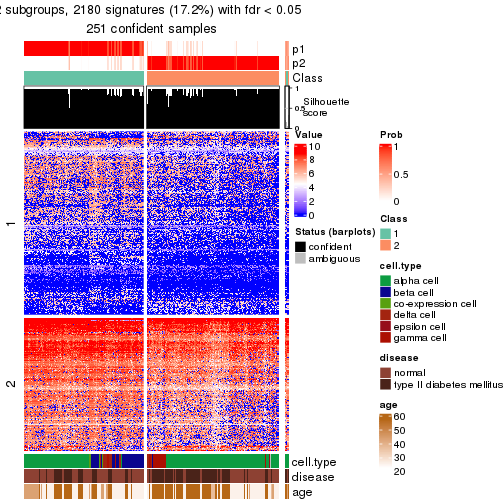 2 subgroups, 2180 signatures (17.2%) with fdr < 0.05
251 confident samples
p1
p2
Class
1
0.5
0
Silhouette
score
1
2
cell.type
disease
age
Value
10
8
6
4
2
0
Status (barplots)
confident
ambiguous
Prob
1
0.5
0
Class
1
2
cell.type
alpha cell
beta cell
co-expression cell
delta cell
epsilon cell
gamma cell
disease
normal
type II diabetes mellitus
age
60
50
40
30
20